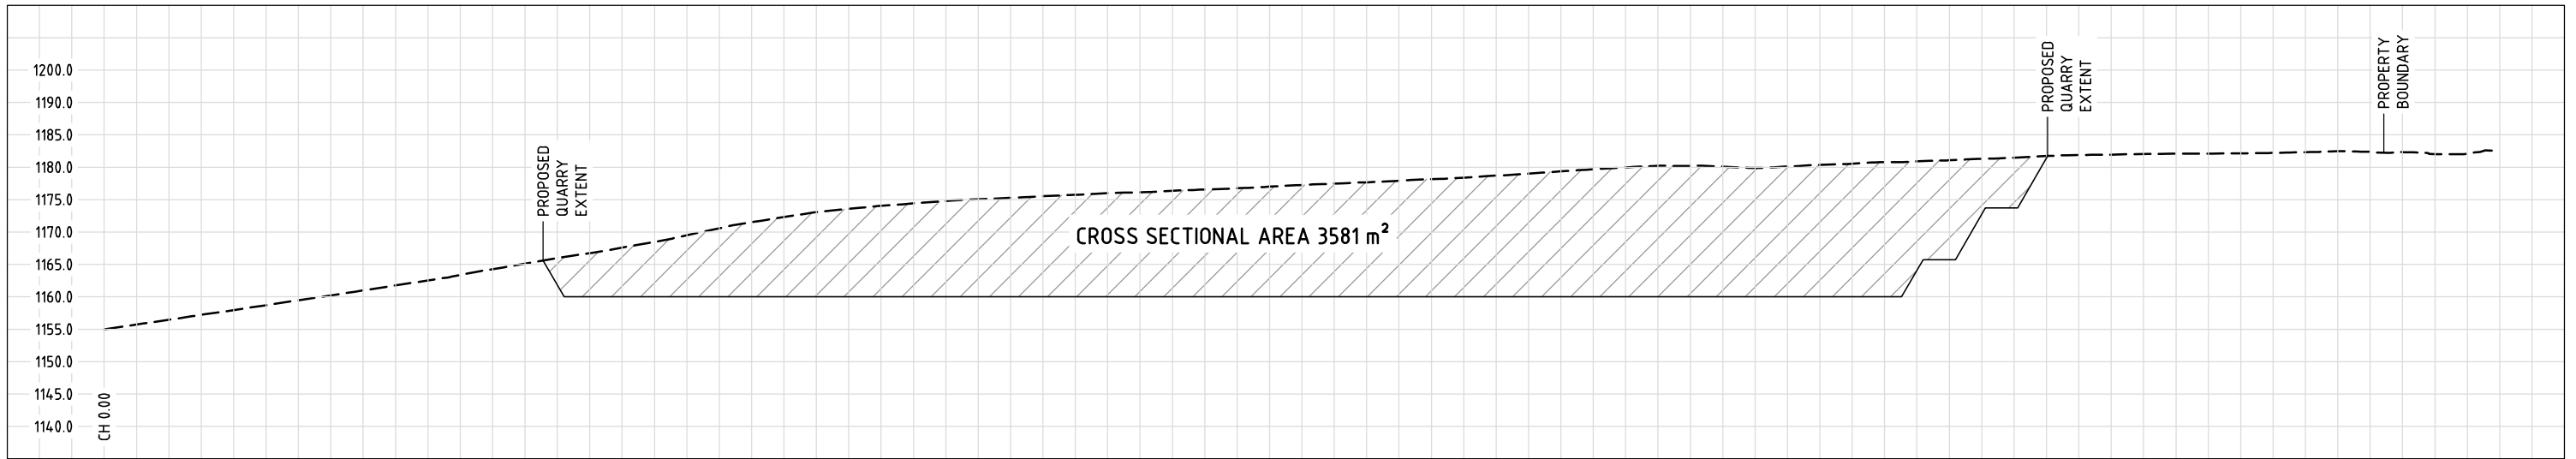 1200.0
1190.0
1185.0
1180.0
1175.0
1170.0
1165.0
1160.0
1155.0
1150.0
1145.0
1140.0
CH 0.00
PROPOSED
QUARRY
EXTENT
CROSS SECTIONAL AREA 3581 m²
PROPOSED
QUARRY
EXTENT
PROPERTY
BOUNDARY